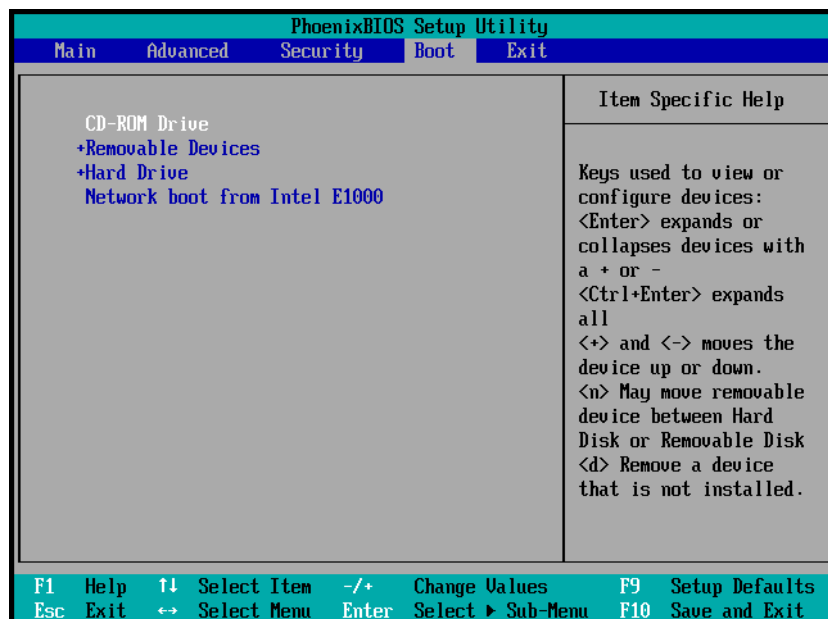 PhoenixBIOS Setup Utility
Main Advanced Security Boot Exit
CD-ROM Drive
+Removable Devices
+Hard Drive
Network boot from Intel E1000
Item Specific Help
Keys used to view or
configure devices:
<Enter> expands or
collapses devices with
a + or -
<Ctrl+Enter> expands
all
<+> and <-> moves the
device up or down.
<n> May move removable
device between Hard
Disk or Removable Disk
<d> Remove a device
that is not installed.
F1 Help ↑↓ Select Item -/+ Change Values F9 Setup Defaults
Esc Exit ↔ Select Menu Enter Select ▶ Sub-Menu F10 Save and Exit